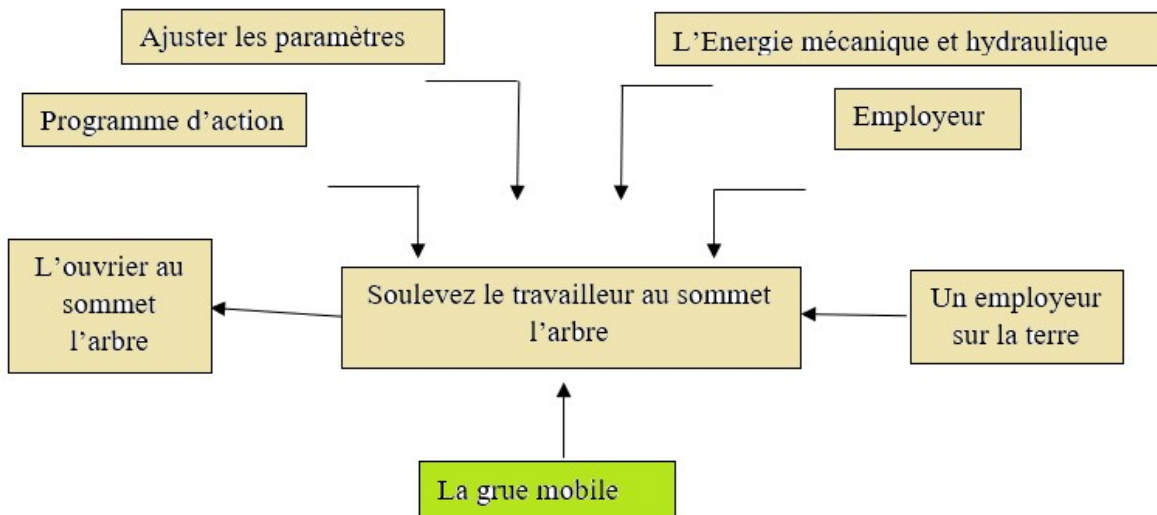 Ajuster les paramètres
L'Energie mécanique et hydraulique
Programme d'action
Employeur
L'ouvrier au
sommet
l'arbre
Soulevez le travailleur au sommet
l'arbre
Un employeur
sur la terre
La grue mobile